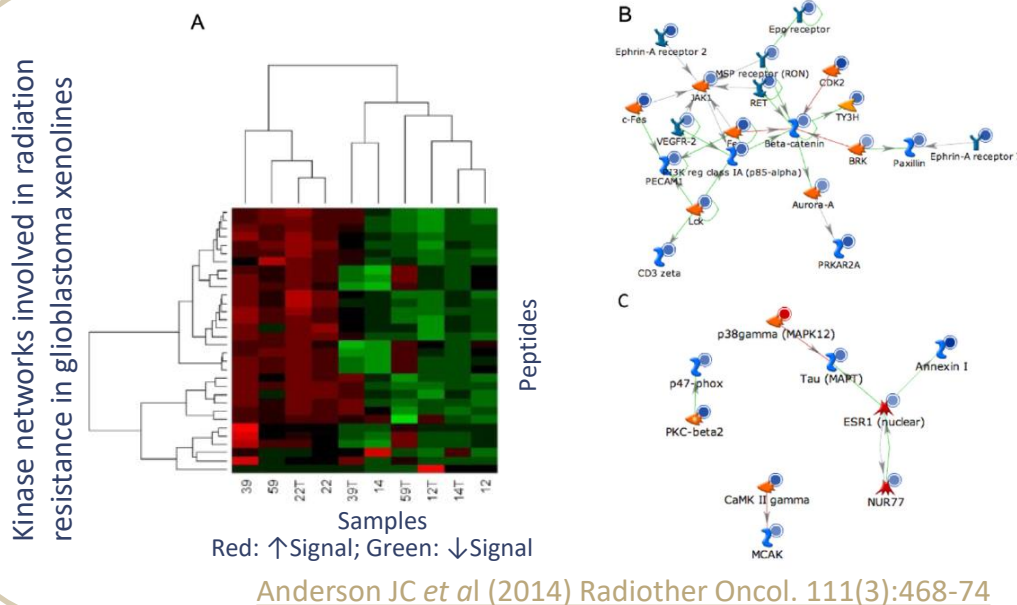 Kinase networks involved in radiation
resistance in glioblastoma xenolines
A
39
59
22T
22
39T
14
59T
12T
14T
12
Samples
Red: ↑Signal; Green: ↓Signal
Peptides
B
Epo receptor
Ephrin-A receptor 2
MSP receptor (RON)
CDK2
JAK1
RET
TY3H
c-Fes
VEGFR-2
Beta-catenin
BRK
Paxillin
Ephrin-A receptor
PI3K reg class IA (p85-alpha)
PECAM1
Aurora-A
Lck
CD3 zeta
PRKAR2A
C
p38gamma (MAPK12)
Annexin I
p47-phox
Tau (MAPT)
ESR1 (nuclear)
PKC-beta2
CaMK II gamma
NUR77
MCAK
Anderson JC et al (2014) Radiother Oncol. 111(3):468-74